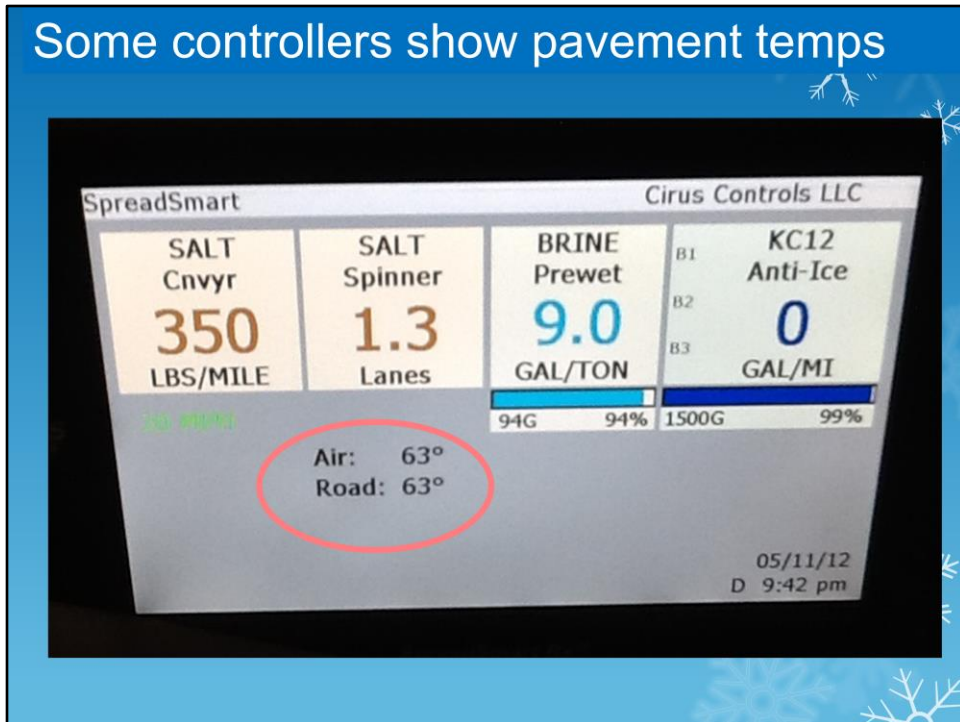 Some controllers show pavement temps
SpreadSmart Cirus Controls LLC
SALT
Cnvyr
350
LBS/MILE
SALT
Spinner
1.3
Lanes
BRINE
Prewet
9.0
GAL/TON
94G 94%
B1
B2
B3
KC12
Anti-Ice
0
GAL/MI
1500G 99%
Air: 63°
Road: 63°
05/11/12
D 9:42 pm